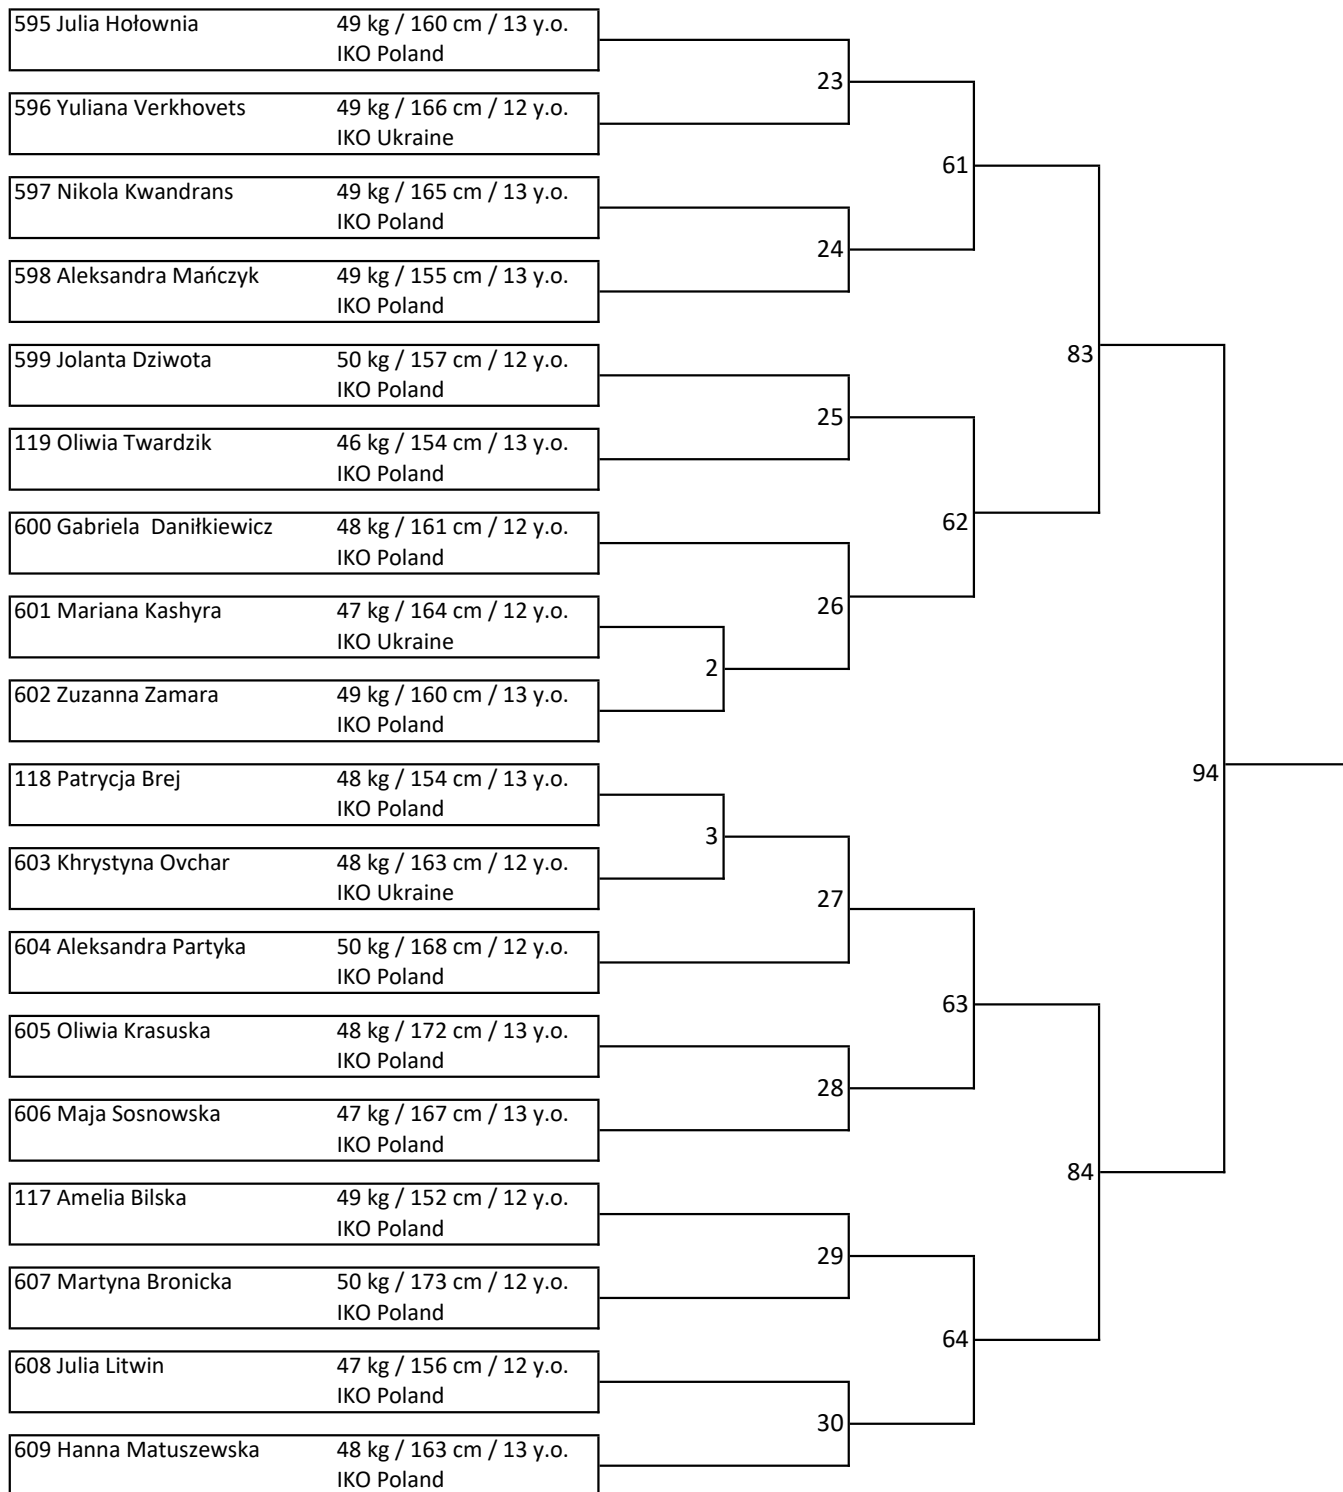 595 Julia Hołownia 49 kg / 160 cm / 13 y.o.
IKO Poland
23
596 Yuliana Verkhovets 49 kg / 166 cm / 12 y.o.
IKO Ukraine
61
597 Nikola Kwandrans 49 kg / 165 cm / 13 y.o.
IKO Poland
24
598 Aleksandra Mańczyk 49 kg / 155 cm / 13 y.o.
IKO Poland
83
599 Jolanta Dziwota 50 kg / 157 cm / 12 y.o.
IKO Poland
25
119 Oliwia Twardzik 46 kg / 154 cm / 13 y.o.
IKO Poland
62
600 Gabriela  Daniłkiewicz 48 kg / 161 cm / 12 y.o.
IKO Poland
26
601 Mariana Kashyra 47 kg / 164 cm / 12 y.o.
IKO Ukraine
2
602 Zuzanna Zamara 49 kg / 160 cm / 13 y.o.
IKO Poland
94
118 Patrycja Brej 48 kg / 154 cm / 13 y.o.
IKO Poland
3
603 Khrystyna Ovchar 48 kg / 163 cm / 12 y.o.
IKO Ukraine
27
604 Aleksandra Partyka 50 kg / 168 cm / 12 y.o.
IKO Poland
63
605 Oliwia Krasuska 48 kg / 172 cm / 13 y.o.
IKO Poland
28
606 Maja Sosnowska 47 kg / 167 cm / 13 y.o.
IKO Poland
84
117 Amelia Bilska 49 kg / 152 cm / 12 y.o.
IKO Poland
29
607 Martyna Bronicka 50 kg / 173 cm / 12 y.o.
IKO Poland
64
608 Julia Litwin 47 kg / 156 cm / 12 y.o.
IKO Poland
30
609 Hanna Matuszewska 48 kg / 163 cm / 13 y.o.
IKO Poland